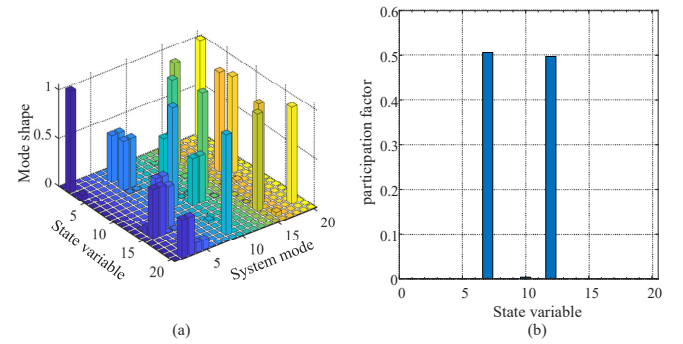 1
0.5
0
Mode shape
5
10
15
20
State variable
5
10
15
20
System mode
(a)
0.6
0.5
0.4
0.3
0.2
0.1
0
participation factor
0 5 10 15 20
State variable
(b)